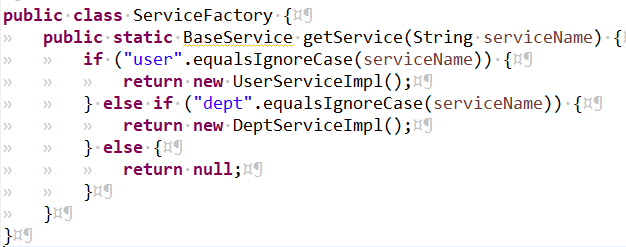 public class ServiceFactory {
public static BaseService getService(String serviceName) {
if ("user".equalsIgnoreCase(serviceName)) {
return new UserServiceImpl();
} else if ("dept".equalsIgnoreCase(serviceName)) {
return new DeptServiceImpl();
} else {
return null;
}
}
}